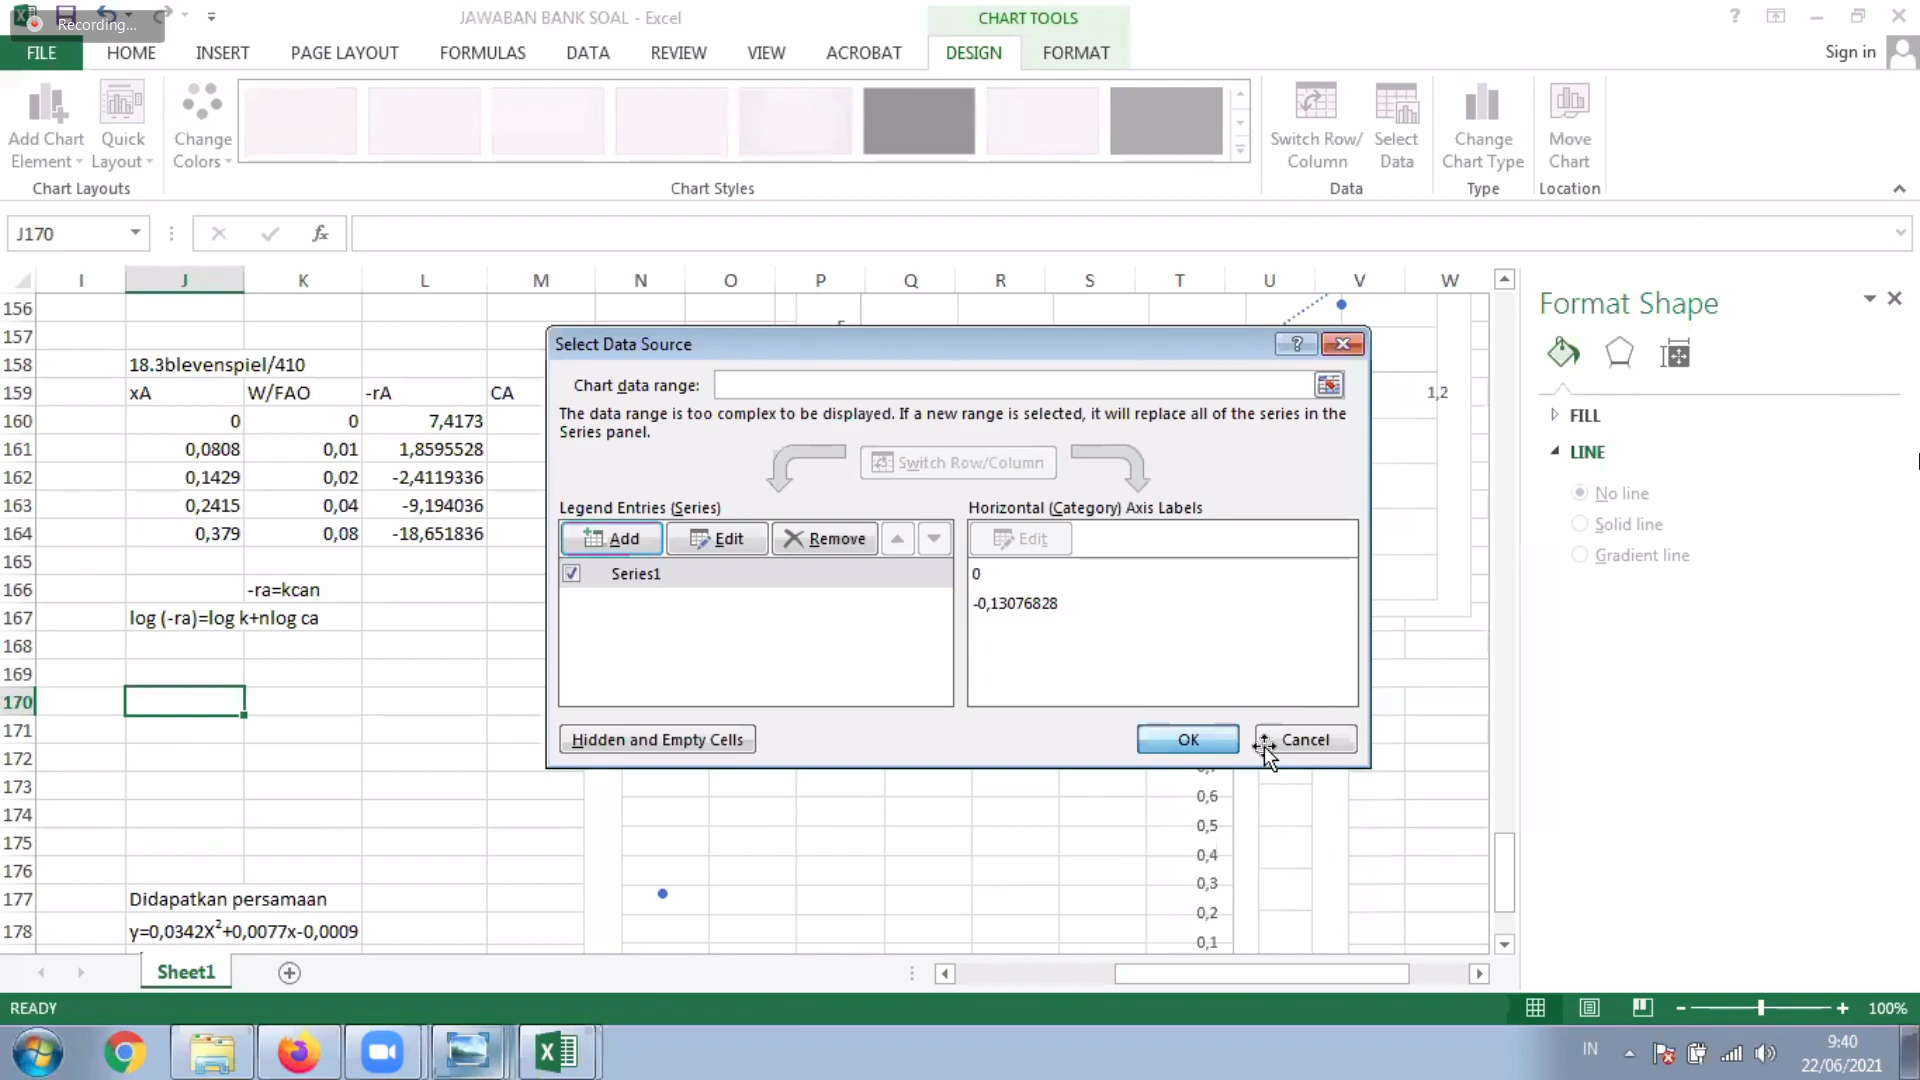 Recording...
JAWABAN BANK SOAL - Excel
CHART TOOLS
FILE HOME INSERT PAGE LAYOUT FORMULAS DATA REVIEW VIEW ACROBAT DESIGN FORMAT
Sign in
Add Chart Element
Quick Layout
Change Colors
Switch Row/ Column
Select Data
Change Chart Type
Move Chart
Chart Layouts
Chart Styles
Data
Type
Location
J170
fx
I J K L M N O P Q R S T U V W
156
157
158 18.3blevenspiel/410
159 xA W/FAO -rA CA
160 0 0 7,4173
161 0,0808 0,01 1,8595528
162 0,1429 0,02 -2,4119336
163 0,2415 0,04 -9,194036
164 0,379 0,08 -18,651836
165
166 -ra=kcan
167 log (-ra)=log k+nlog ca
168
169
170
171
172
173
174
175
176
177 Didapatkan persamaan
178 y=0,0342X²+0,0077x-0,0009
1,2
0,6
0,5
0,4
0,3
0,2
0,1
Select Data Source
Chart data range:
The data range is too complex to be displayed. If a new range is selected, it will replace all of the series in the
Series panel.
Switch Row/Column
Legend Entries (Series)
Horizontal (Category) Axis Labels
Add Edit Remove
Edit
Series1
0
-0,13076828
Hidden and Empty Cells
OK
Cancel
Format Shape
FILL
LINE
No line
Solid line
Gradient line
Sheet1
READY
100%
IN
9:40
22/06/2021